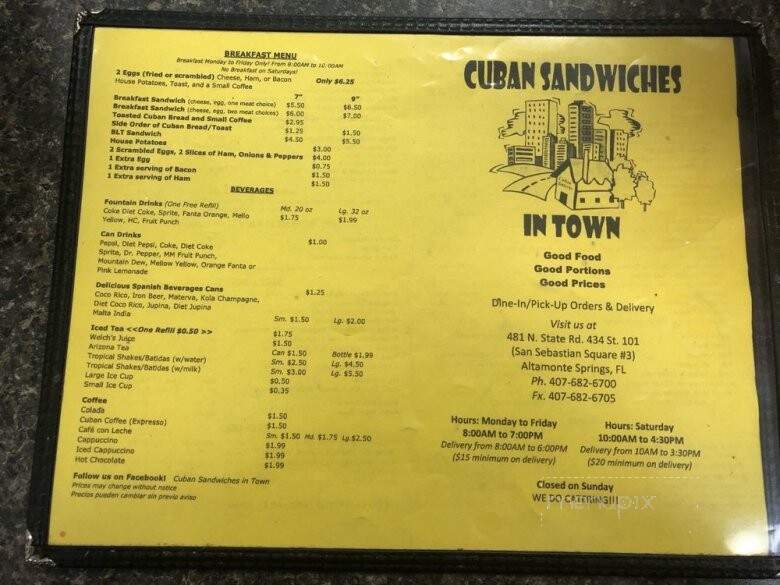 BREAKFAST MENU
Breakfast Monday to Friday Only! From 8:00AM to 10:00AM
No Breakfast on Saturdays!
2 Eggs (fried or scrambled) Cheese, Ham, or Bacon Only $6.25
House Potatoes, Toast, and a Small Coffee
7" 9"
Breakfast Sandwich (cheese, egg, one meat choice) $5.50 $6.50
Breakfast Sandwich (cheese, egg, two meat choices) $6.00 $7.00
Toasted Cuban Bread and Small Coffee $2.95
Side Order of Cuban Bread/Toast $1.25 $1.50
BLT Sandwich $4.50 $5.50
House Potatoes $3.00
2 Scrambled Eggs, 2 Slices of Ham, Onions & Peppers $4.00
1 Extra Egg $0.75
1 Extra serving of Bacon $1.50
1 Extra serving of Ham $1.50
BEVERAGES
Fountain Drinks (One Free Refill) Md. 20 oz Lg. 32 oz
Coke Diet Coke, Sprite, Fanta Orange, Mello $1.75 $1.99
Yellow, HC, Fruit Punch
Can Drinks
Pepsi, Diet Pepsi, Coke, Diet Coke $1.00
Sprite, Dr. Pepper, MM Fruit Punch,
Mountain Dew, Mellow Yellow, Orange Fanta or
Pink Lemonade
Delicious Spanish Beverages Cans
Coco Rico, Iron Beer, Materva, Kola Champagne, $1.25
Diet Coco Rico, Jupina, Diet Jupina
Malta India Sm. $1.50 Lg. $2.00
Iced Tea <<One Refill $0.50 >>
Welch's Juice $1.75
Arizona Tea $1.50
Tropical Shakes/Batidas (w/water) Can $1.50 Bottle $1.99
Tropical Shakes/Batidas (w/milk) Sm. $2.50 Lg. $4.50
Large Ice Cup Sm. $3.00 Lg. $5.50
Small Ice Cup $0.50
$0.35
Coffee
Colada
Cuban Coffee (Expresso) $1.50
Café con Leche $1.50
Cappuccino Sm. $1.50 Md. $1.75 Lg.$2.50
Iced Cappuccino $1.99
Hot Chocolate $1.99
$1.99
Follow us on Facebook! Cuban Sandwiches in Town
Prices may change without notice
Precios pueden cambiar sin previo aviso
CUBAN SANDWICHES
IN TOWN
Good Food
Good Portions
Good Prices
Dine-In/Pick-Up Orders & Delivery
Visit us at
481 N. State Rd. 434 St. 101
(San Sebastian Square #3)
Altamonte Springs, FL
Ph. 407-682-6700
Fx. 407-682-6705
Hours: Monday to Friday
8:00AM to 7:00PM
Delivery from 8:00AM to 6:00PM
($15 minimum on delivery)
Hours: Saturday
10:00AM to 4:30PM
Delivery from 10AM to 3:30PM
($20 minimum on delivery)
Closed on Sunday
WE DO CATERING!!!